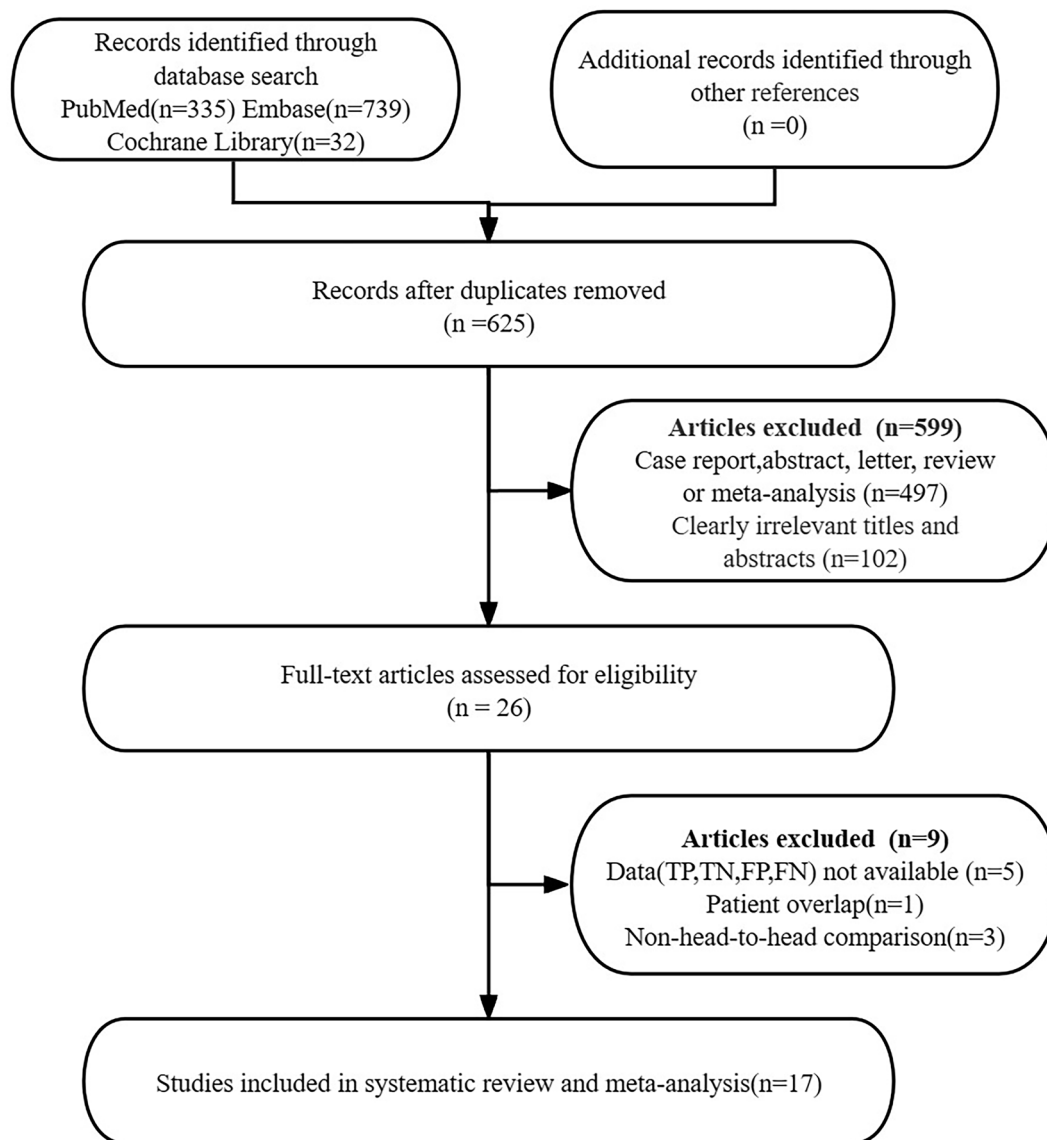 Records identified through
database search
PubMed(n=335) Embase(n=739)
Cochrane Library(n=32)
Additional records identified through
other references
(n =0)
Records after duplicates removed
(n =625)
Articles excluded (n=599)
Case report,abstract, letter, review
or meta-analysis (n=497)
Clearly irrelevant titles and
abstracts (n=102)
Full-text articles assessed for eligibility
(n = 26)
Articles excluded (n=9)
Data(TP,TN,FP,FN) not available (n=5)
Patient overlap(n=1)
Non-head-to-head comparison(n=3)
Studies included in systematic review and meta-analysis(n=17)